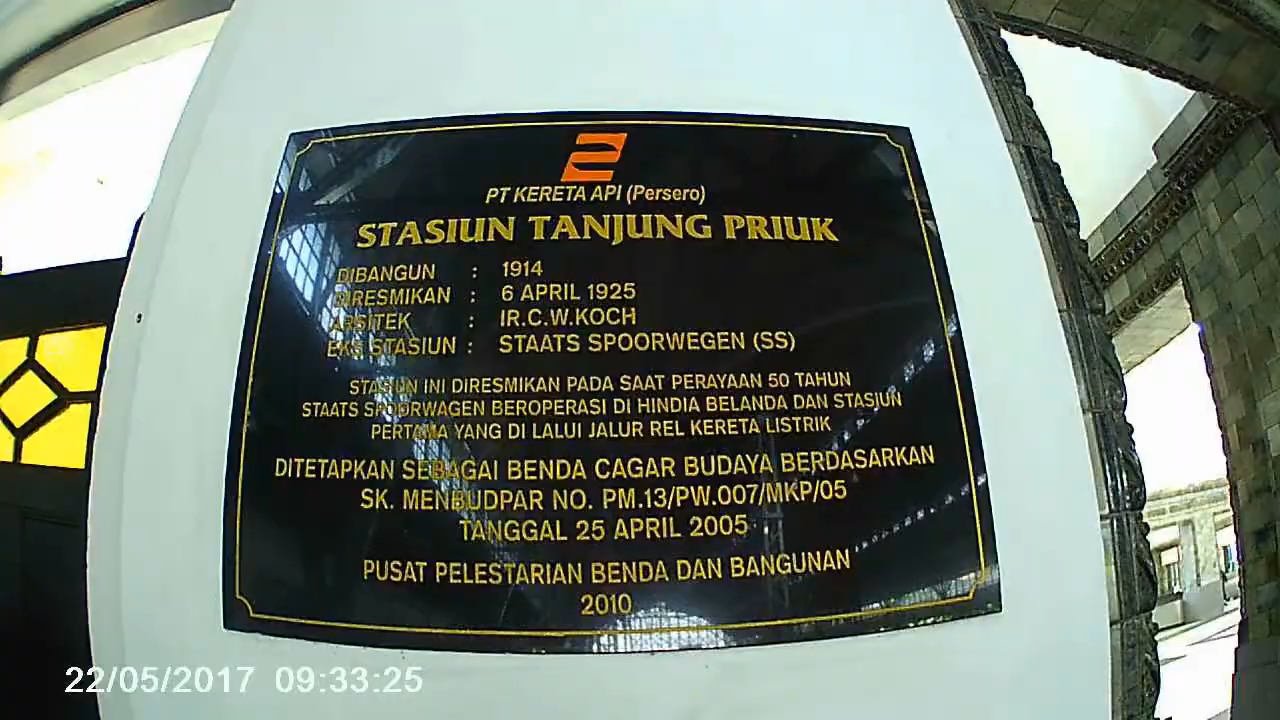 PT KERETA API (Persero)
STASIUN TANJUNG PRIUK
DIBANGUN : 1914
DIRESMIKAN : 6 APRIL 1925
ARSITEK : IR.C.W.KOCH
EKS STASIUN : STAATS SPOORWEGEN (SS)
STASIUN INI DIRESMIKAN PADA SAAT PERAYAAN 50 TAHUN
STAATS SPOORWAGEN BEROPERASI DI HINDIA BELANDA DAN STASIUN
PERTAMA YANG DI LALUI JALUR REL KERETA LISTRIK
DITETAPKAN SEBAGAI BENDA CAGAR BUDAYA BERDASARKAN
SK. MENBUDPAR NO. PM.13/PW.007/MKP/05
TANGGAL 25 APRIL 2005
PUSAT PELESTARIAN BENDA DAN BANGUNAN
2010
22/05/2017 09:33:25